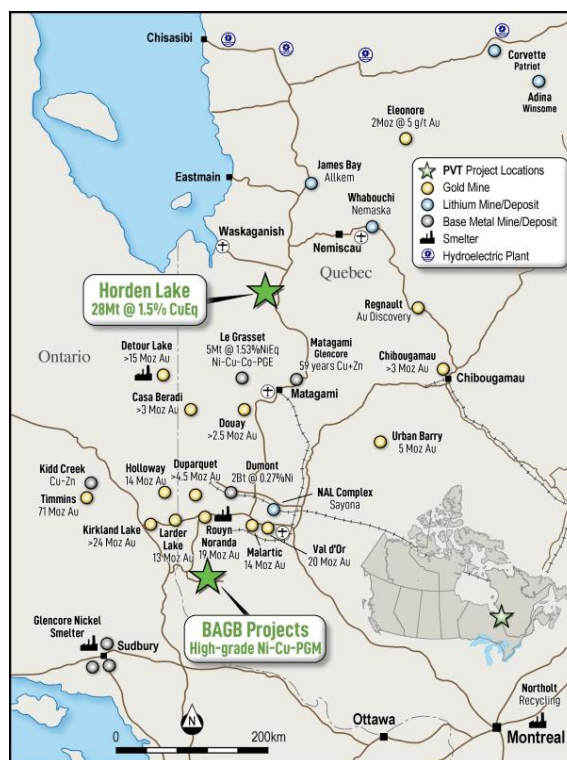 Chisasibi
Corvette
Patriot
Adina
Winsome
Eleonore
2Moz @ 5 g/t Au
PVT Project Locations
Gold Mine
Lithium Mine/Deposit
Base Metal Mine/Deposit
Smelter
Hydroelectric Plant
James Bay
Allkem
Eastmain
Whabouchi
Nemaska
Waskaganish
Nemiscau
Quebec
Horden Lake
28Mt @ 1.5% CuEq
Regnault
Au Discovery
Ontario
Detour Lake
>15 Moz Au
Le Grasset
5Mt @ 1.53%NiEq
Ni-Cu-Co-PGE
Matagami
Glencore
59 years Cu+Zn
Chibougamau
>3 Moz Au
Chibougamau
Casa Beradi
>3 Moz Au
Matagami
Douay
>2.5 Moz Au
Urban Barry
5 Moz Au
Kidd Creek
Cu-Zn
Timmins
71 Moz Au
Holloway
14 Moz Au
Duparquet
>4.5 Moz Au
Dumont
2Bt @ 0.27%Ni
NAL Complex
Sayona
Kirkland Lake
>24 Moz Au
Larder
Lake
13 Moz Au
Rouyn
Noranda
19 Moz Au
Malartic
14 Moz Au
Val d'Or
20 Moz Au
BAGB Projects
High-grade Ni-Cu-PGM
Glencore Nickel
Smelter
Sudbury
Northolt
Recycling
N
Ottawa
Montreal
0
200km